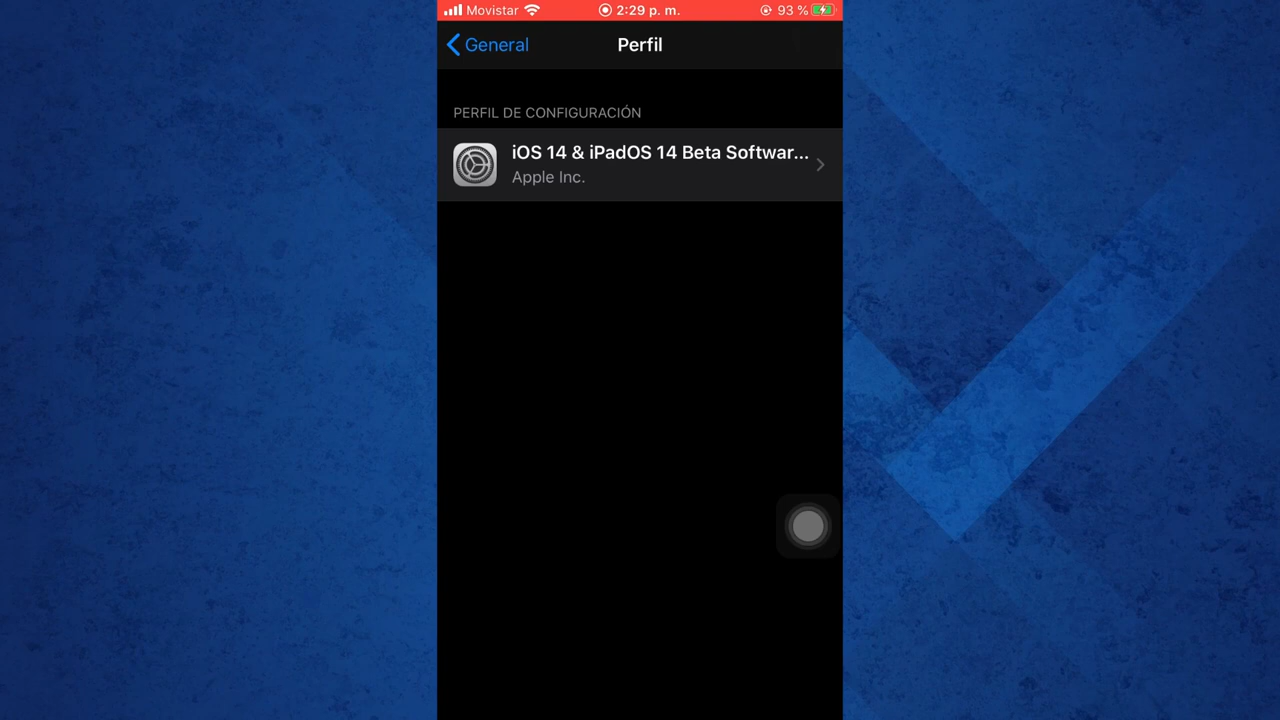 Movistar 2:29 p. m. 93 %
General Perfil
PERFIL DE CONFIGURACIÓN
iOS 14 & iPadOS 14 Beta Softwar...
Apple Inc.